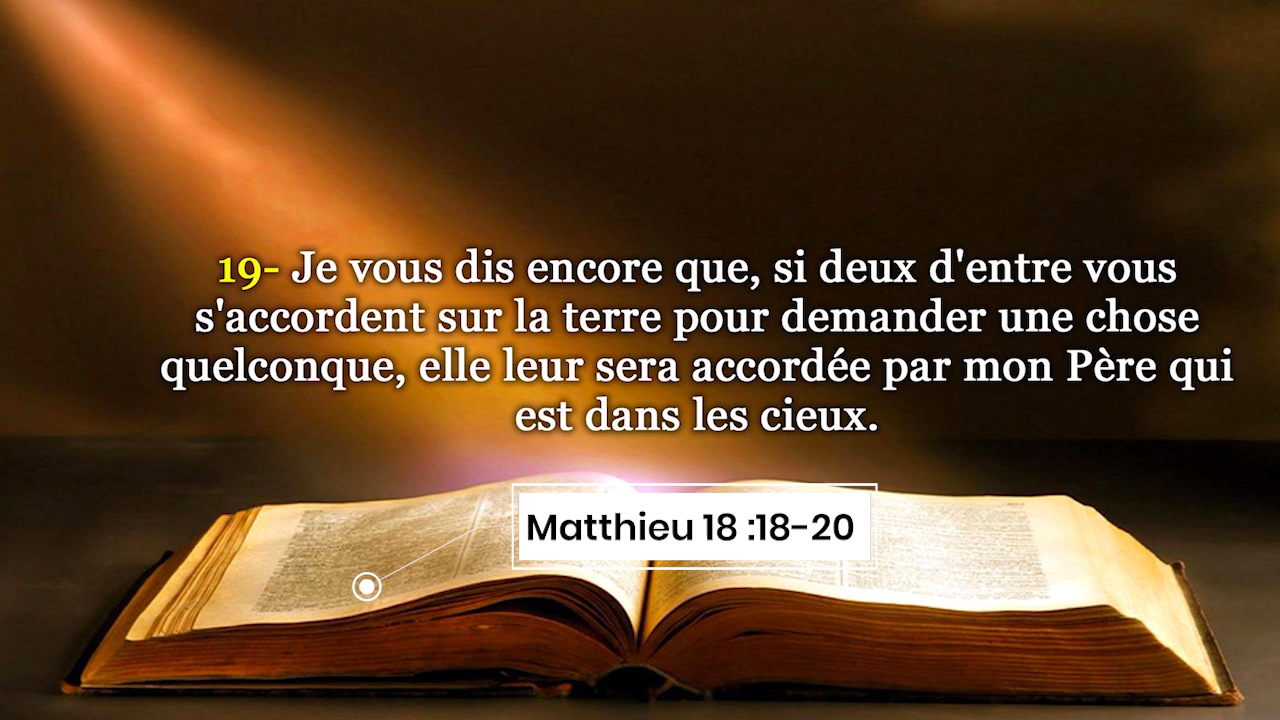 19- Je vous dis encore que, si deux d'entre vous
s'accordent sur la terre pour demander une chose
quelconque, elle leur sera accordée par mon Père qui
est dans les cieux.
Matthieu 18 :18-20